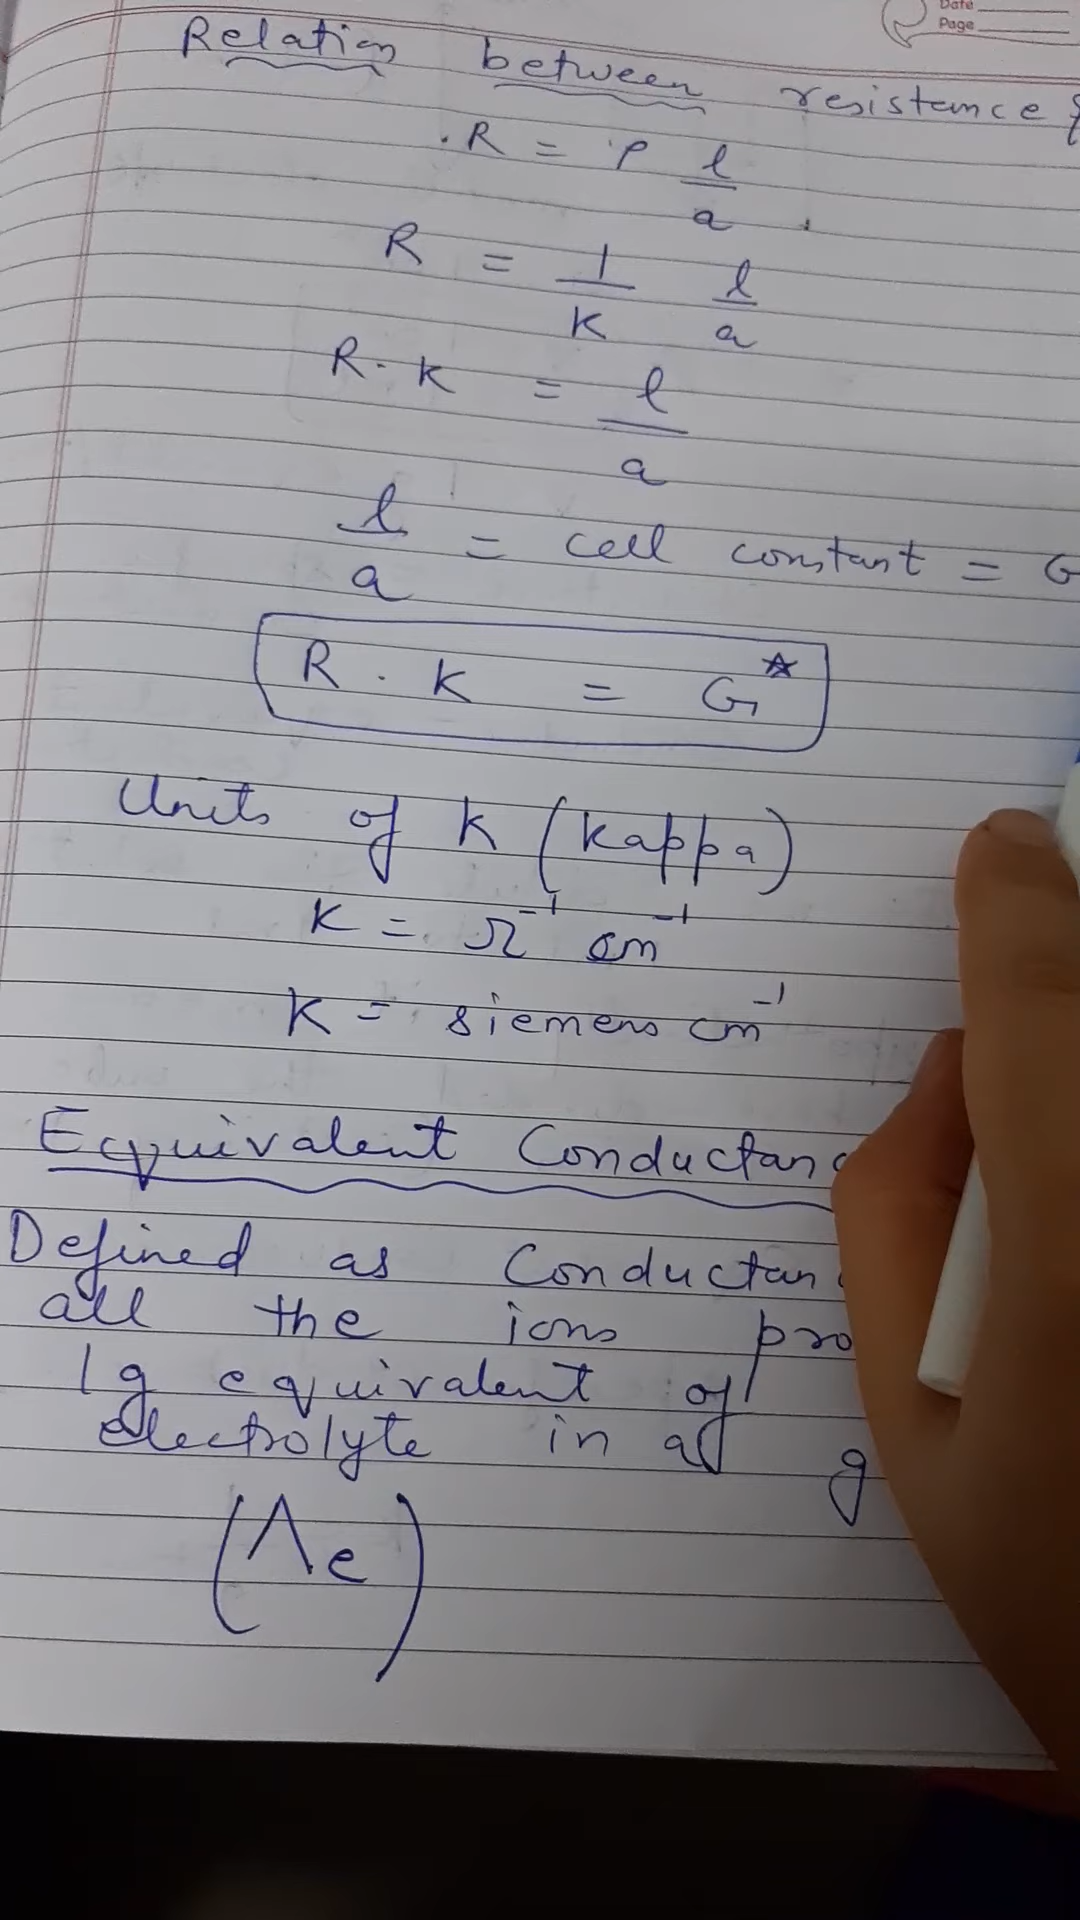 Date
Page
Relation between resistance &
R = ρ l/a
R = 1/K l/a
R . K = l/a
l/a = cell constant = G
R . K = G*
Units of K (kappa)
K = Ω⁻¹ cm⁻¹
K = siemens cm⁻¹
Equivalent Conductanc
Defined as Conductan
all the ions pro
1g equivalent of
electrolyte in a g
(Λe)